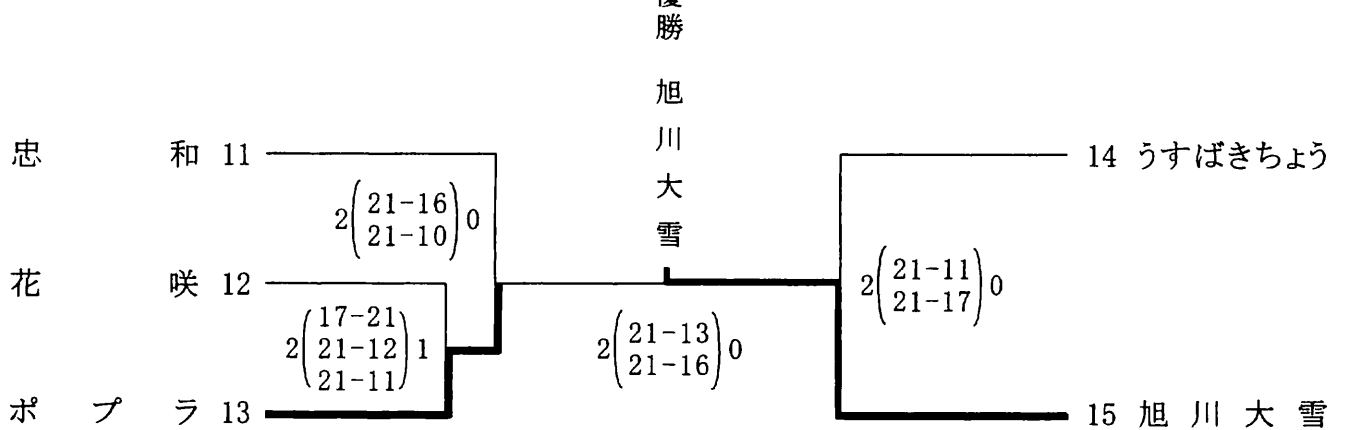 優勝 旭川大雪
忠和 11
2(21-16 21-10)0
花咲 12
2(17-21 21-12 21-11)1
ポプラ 13
2(21-13 21-16)0
14 うすばきちょう
2(21-11 21-17)0
15 旭川大雪